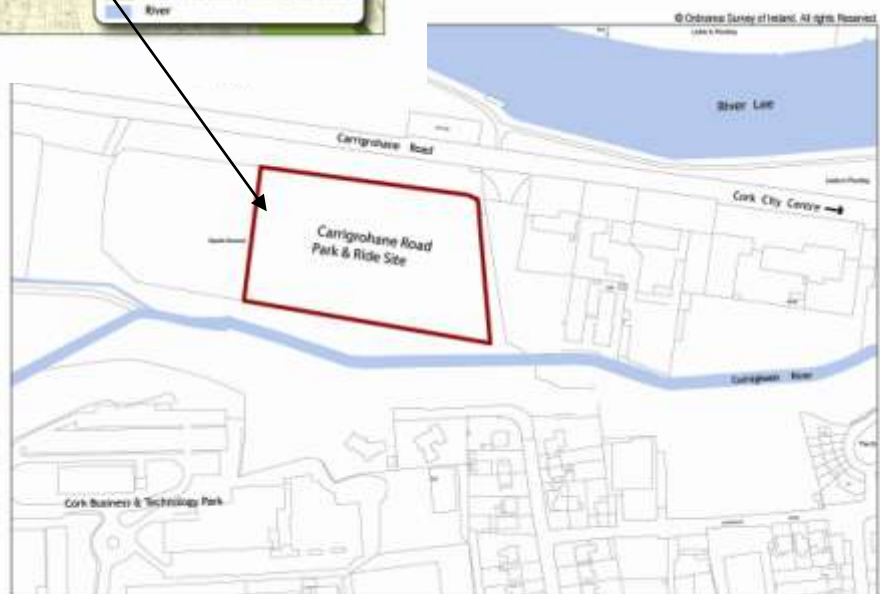 River
© Ordnance Survey of Ireland. All rights Reserved
River Lee
Carrigrohane Road
Cork City Centre
Carrigrohane Road
Park & Ride Site
River
Cork Business & Technology Park